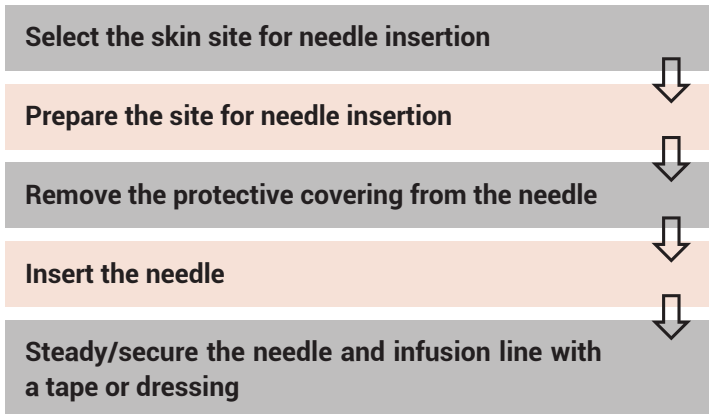 Select the skin site for needle insertion
Prepare the site for needle insertion
Remove the protective covering from the needle
Insert the needle
Steady/secure the needle and infusion line with
a tape or dressing